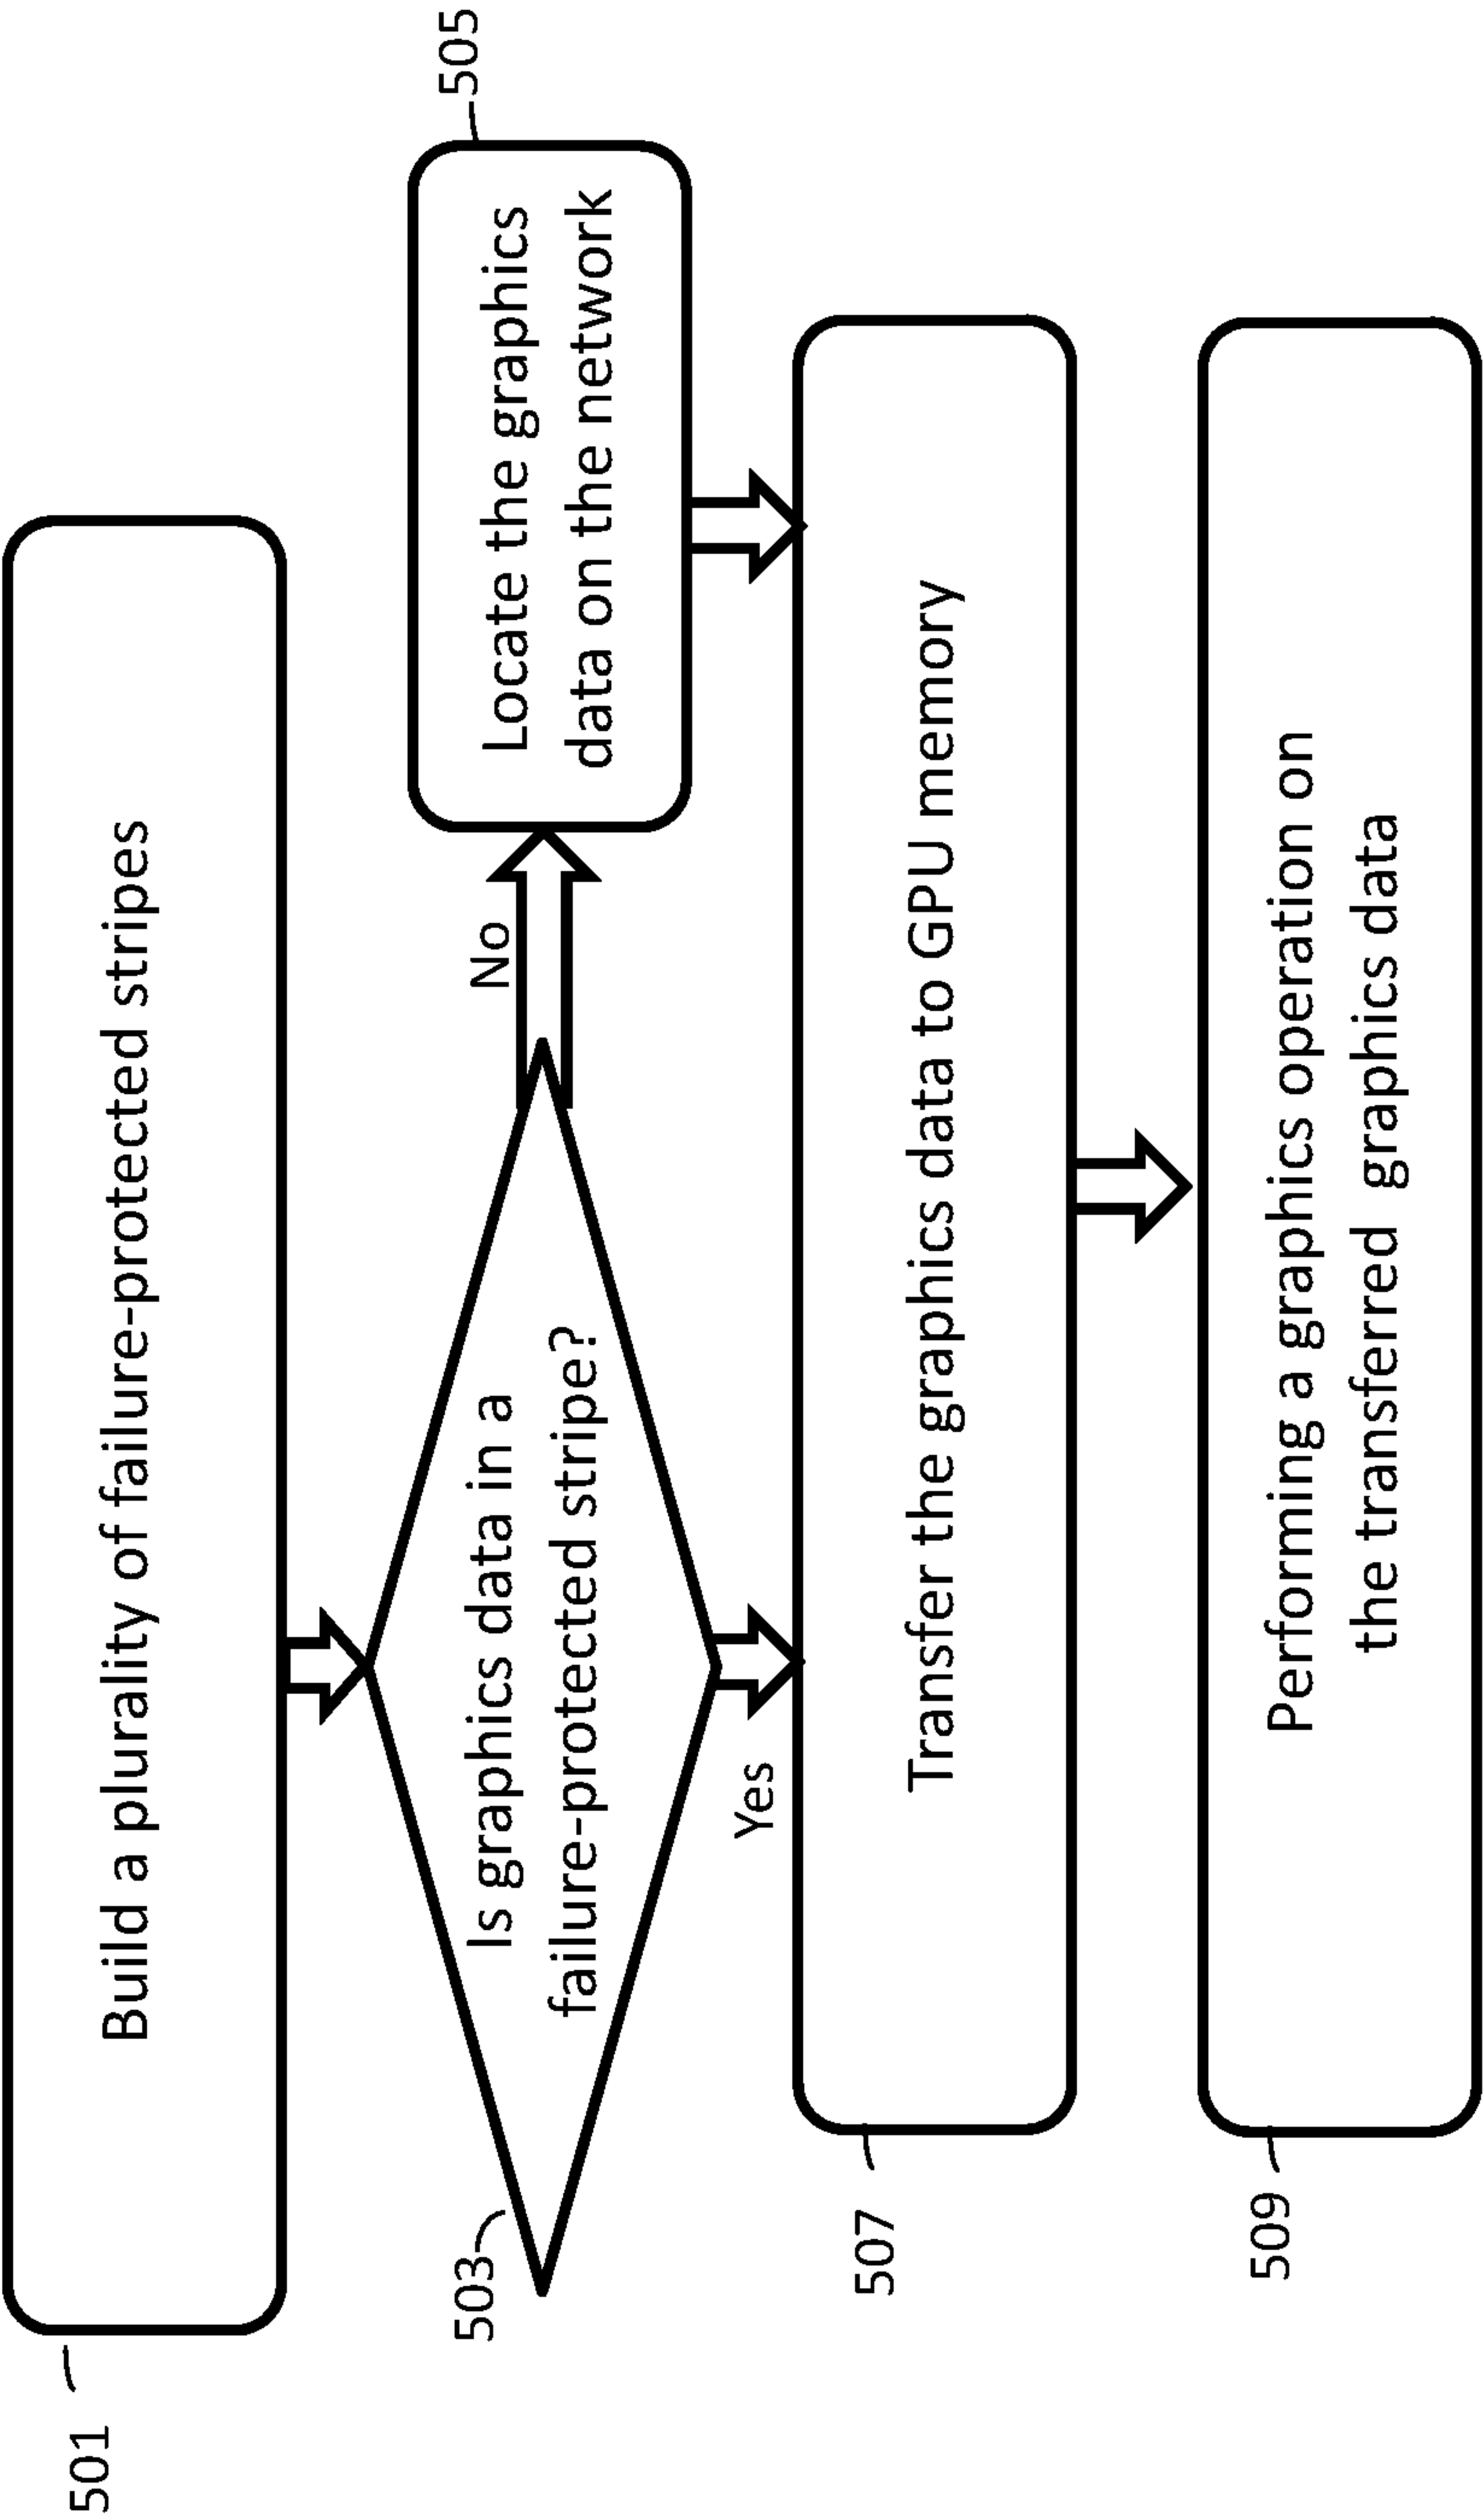 501
Build a plurality of failure-protected stripes
503
Is graphics data in a
failure-protected stripe?
No
505
Locate the graphics
data on the network
Yes
507
Transfer the graphics data to GPU memory
509
Performing a graphics operation on
the transferred graphics data